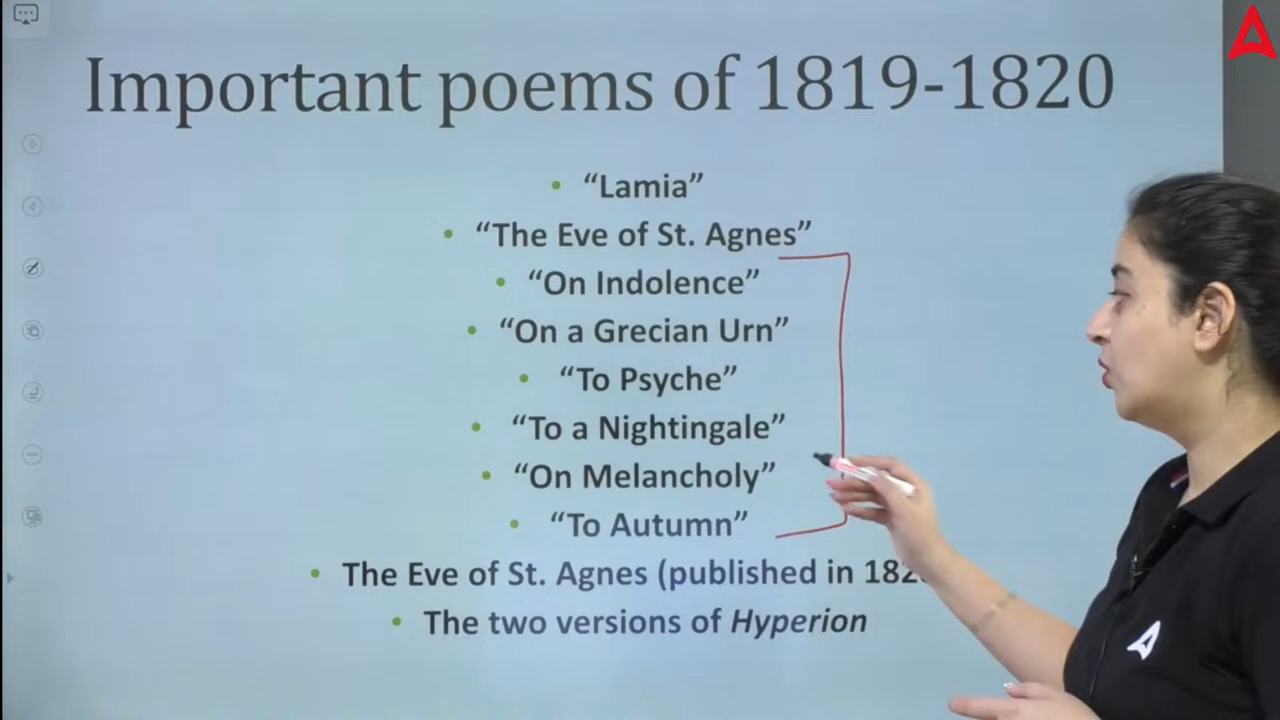 Important poems of 1819-1820
• “Lamia”
• “The Eve of St. Agnes”
• “On Indolence”
• “On a Grecian Urn”
• “To Psyche”
• “To a Nightingale”
• “On Melancholy”
• “To Autumn”
• The Eve of St. Agnes (published in
• The two versions of Hyperion